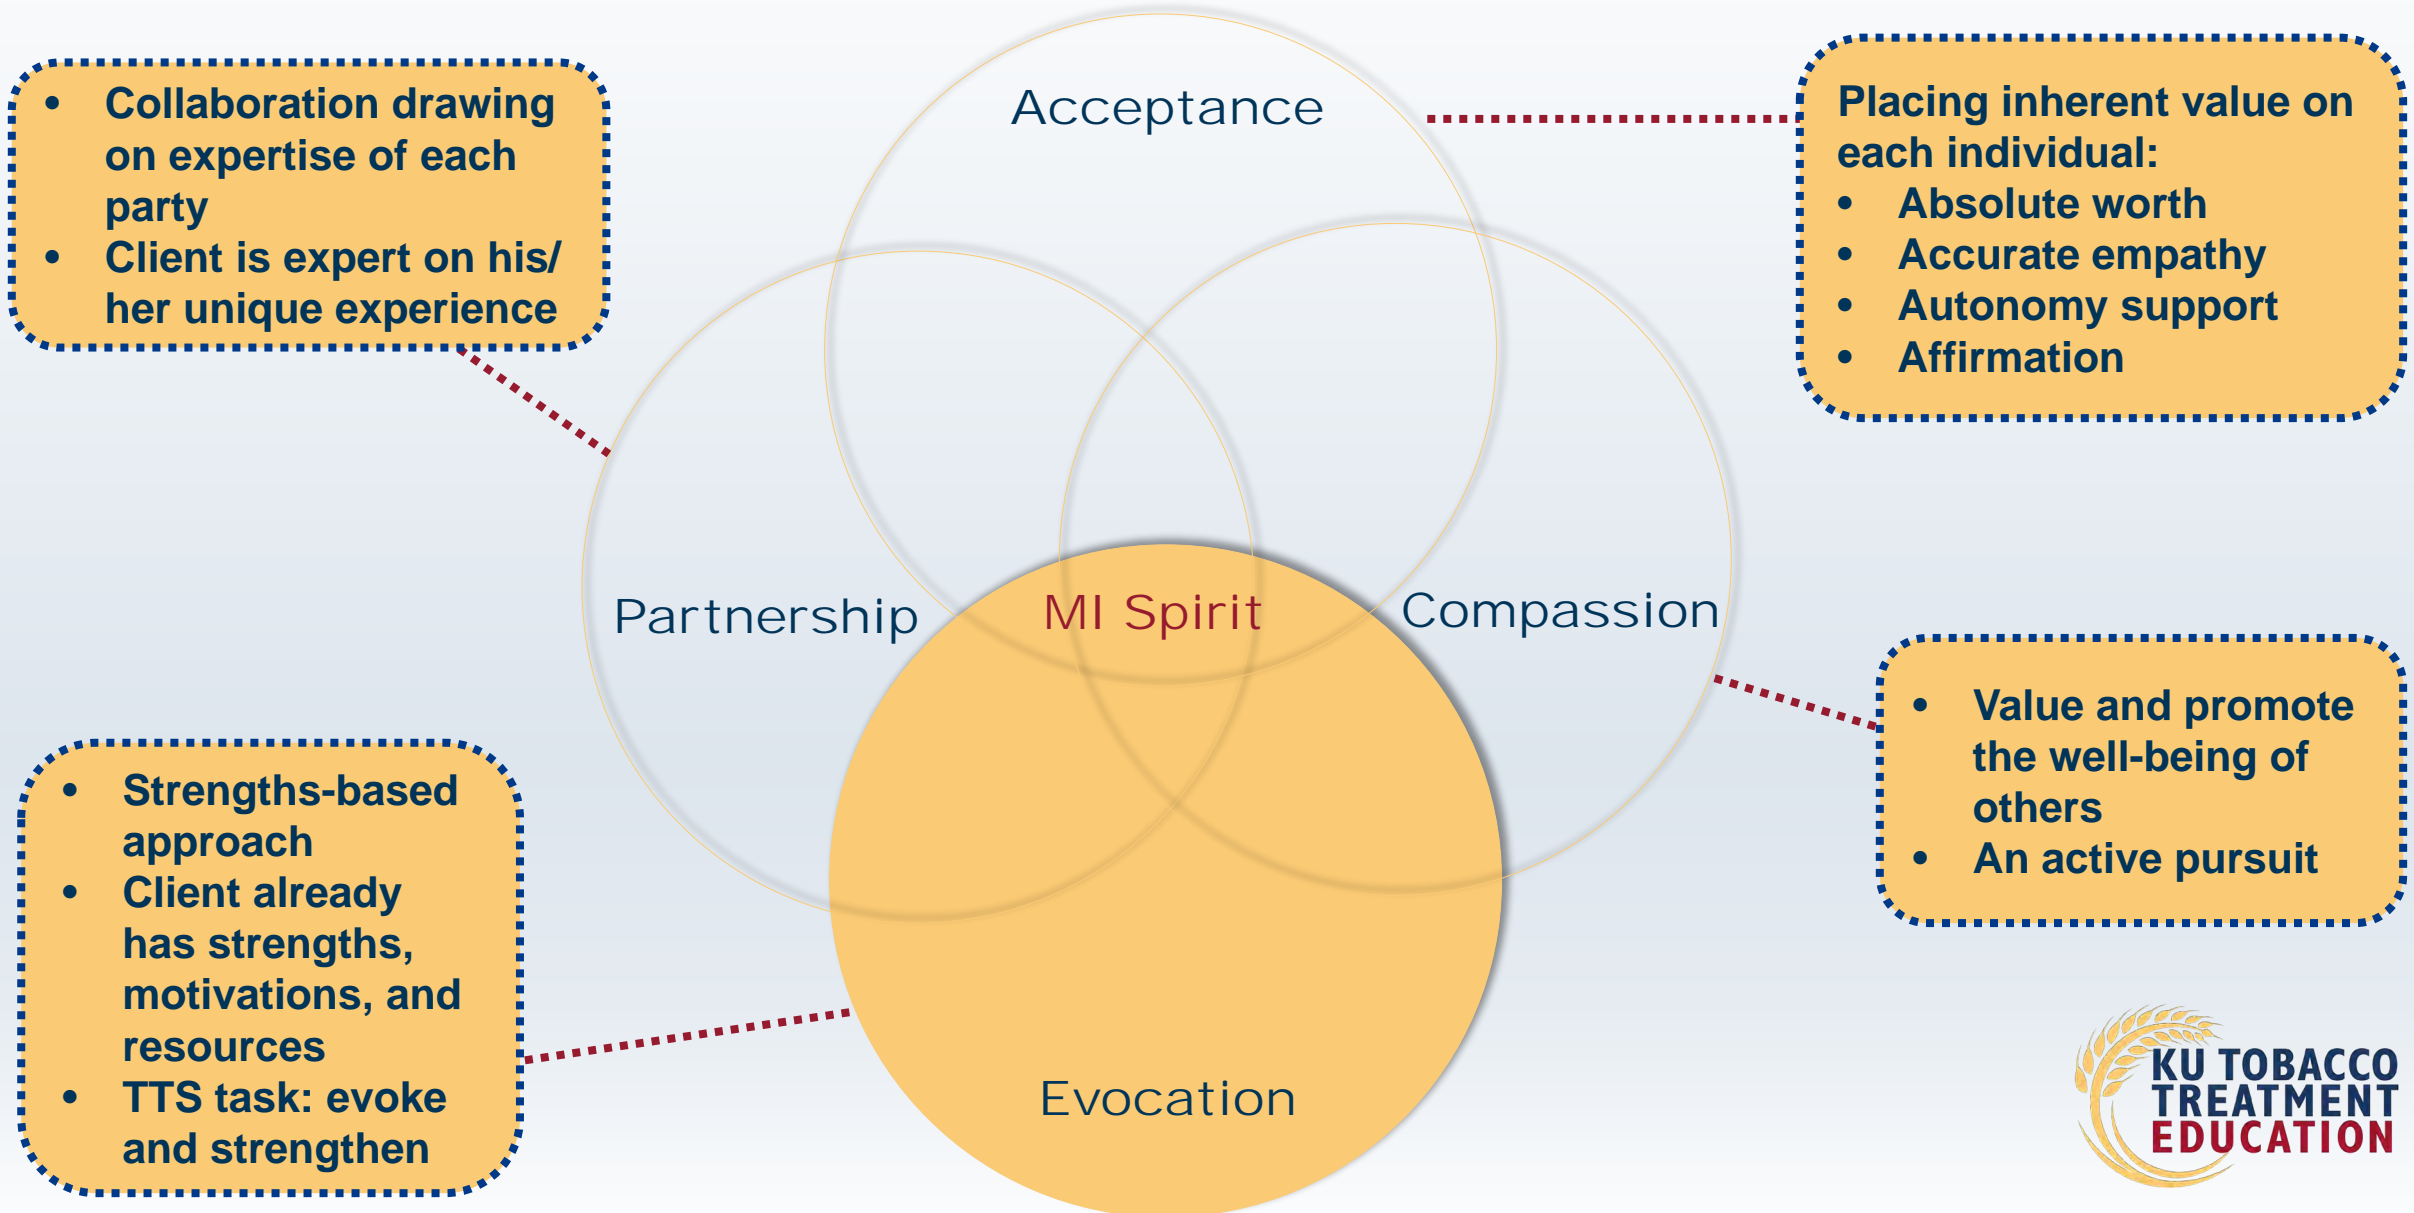 • Collaboration drawing
on expertise of each
party
• Client is expert on his/
her unique experience
Acceptance
Placing inherent value on
each individual:
• Absolute worth
• Accurate empathy
• Autonomy support
• Affirmation
Partnership
MI Spirit
Compassion
• Strengths-based
approach
• Client already
has strengths,
motivations, and
resources
• TTS task: evoke
and strengthen
• Value and promote
the well-being of
others
• An active pursuit
Evocation
KU TOBACCO
TREATMENT
EDUCATION